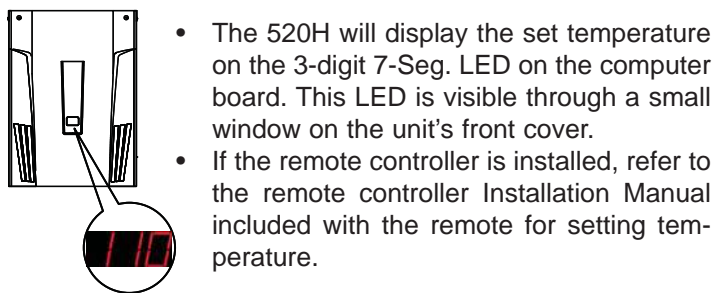 • The 520H will display the set temperature
on the 3-digit 7-Seg. LED on the computer
board. This LED is visible through a small
window on the unit's front cover.
• If the remote controller is installed, refer to
the remote controller Installation Manual
included with the remote for setting tem-
perature.
110